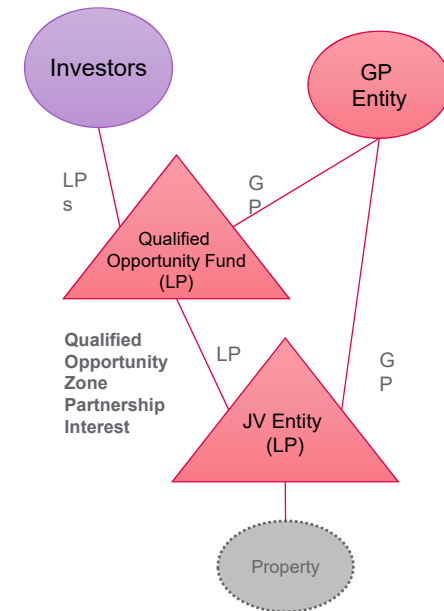 Investors
GP
Entity
LP
s
G
P
Qualified
Opportunity Fund
(LP)
Qualified
Opportunity
Zone
Partnership
Interest
LP
G
P
JV Entity
(LP)
Property